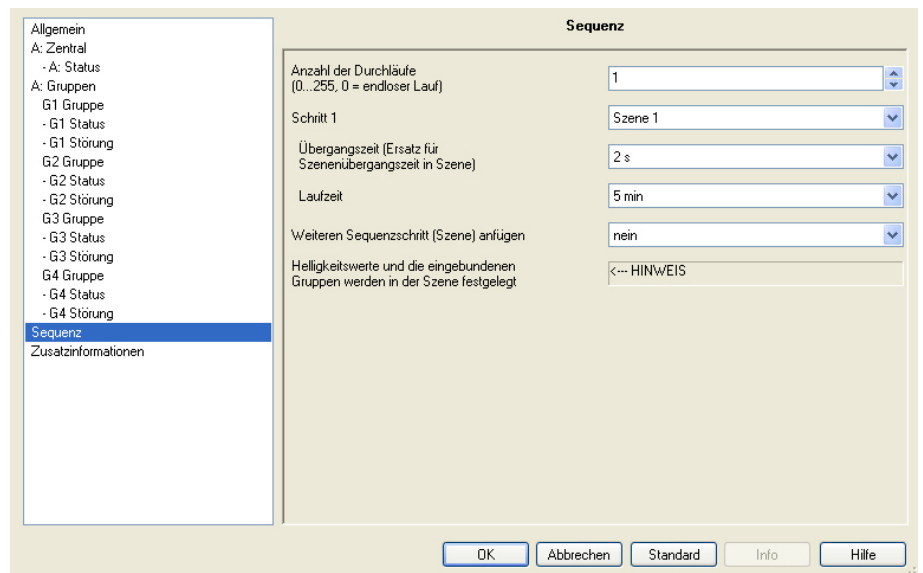 Allgemein
A: Zentral
- A: Status
A: Gruppen
G1 Gruppe
- G1 Status
- G1 Störung
G2 Gruppe
- G2 Status
- G2 Störung
G3 Gruppe
- G3 Status
- G3 Störung
G4 Gruppe
- G4 Status
- G4 Störung
Sequenz
Zusatzinformationen
Sequenz
Anzahl der Durchläufe
(0...255, 0 = endloser Lauf)
1
Schritt 1
Szene 1
Übergangszeit (Ersatz für
Szenenübergangszeit in Szene)
2 s
Laufzeit
5 min
Weiteren Sequenzschritt (Szene) anfügen
nein
Helligkeitswerte und die eingebundenen
Gruppen werden in der Szene festgelegt
<--- HINWEIS
OK
Abbrechen
Standard
Info
Hilfe